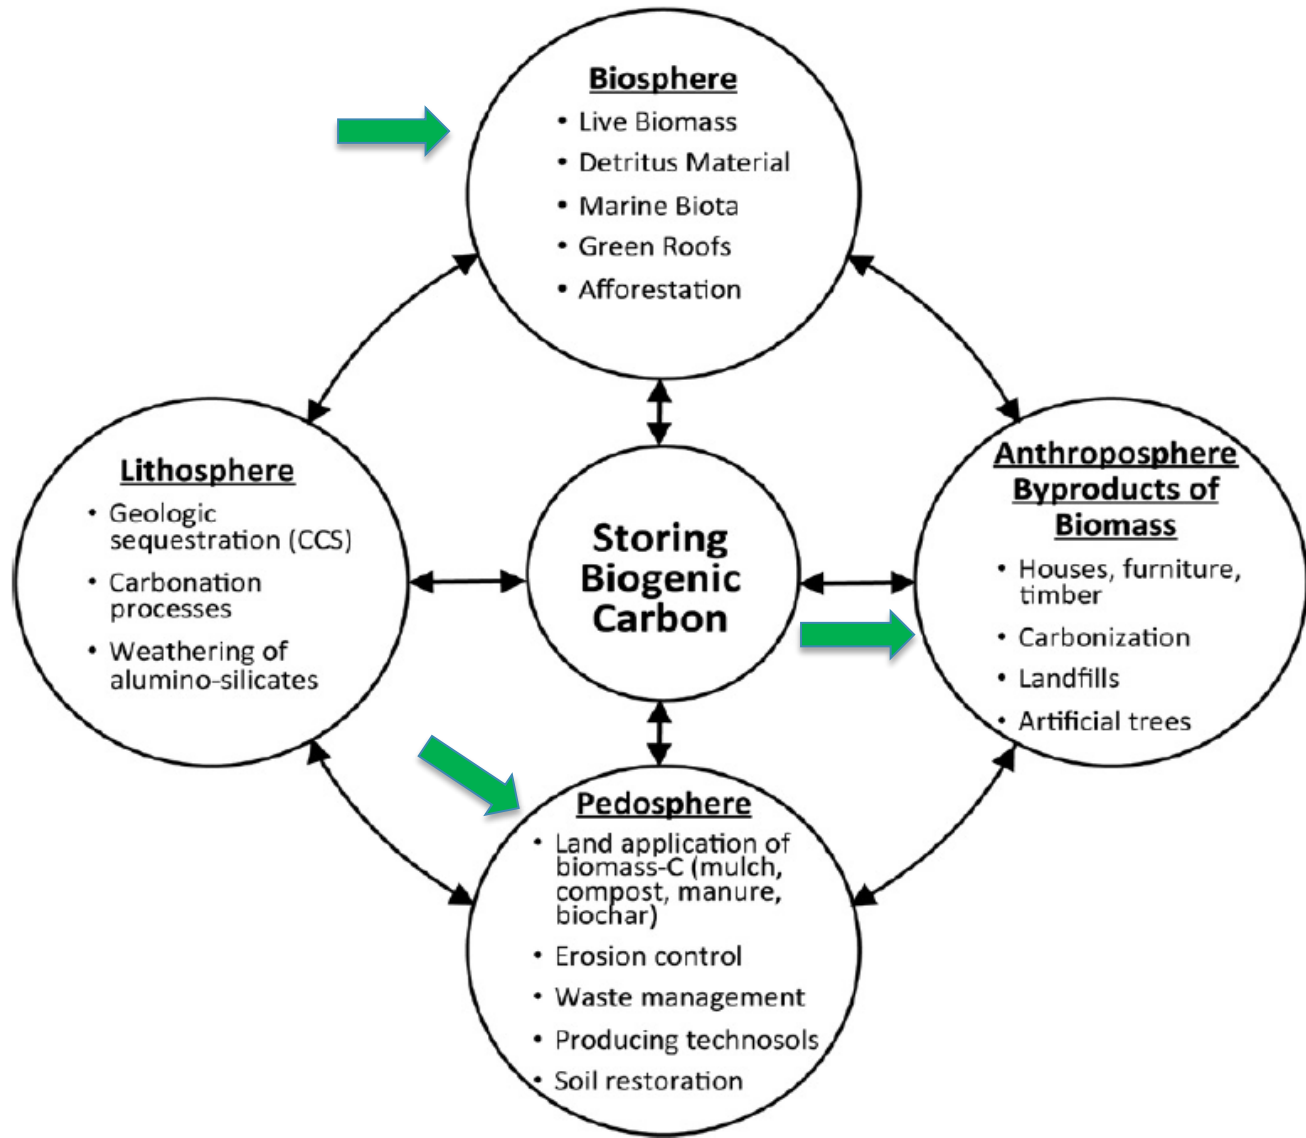 Biosphere
• Live Biomass
• Detritus Material
• Marine Biota
• Green Roofs
• Afforestation
Lithosphere
• Geologic
sequestration (CCS)
• Carbonation
processes
• Weathering of
alumino-silicates
Storing
Biogenic
Carbon
Anthroposphere
Byproducts of
Biomass
• Houses, furniture,
timber
• Carbonization
• Landfills
• Artificial trees
Pedosphere
• Land application of
biomass-C (mulch,
compost, manure,
biochar)
• Erosion control
• Waste management
• Producing technosols
• Soil restoration